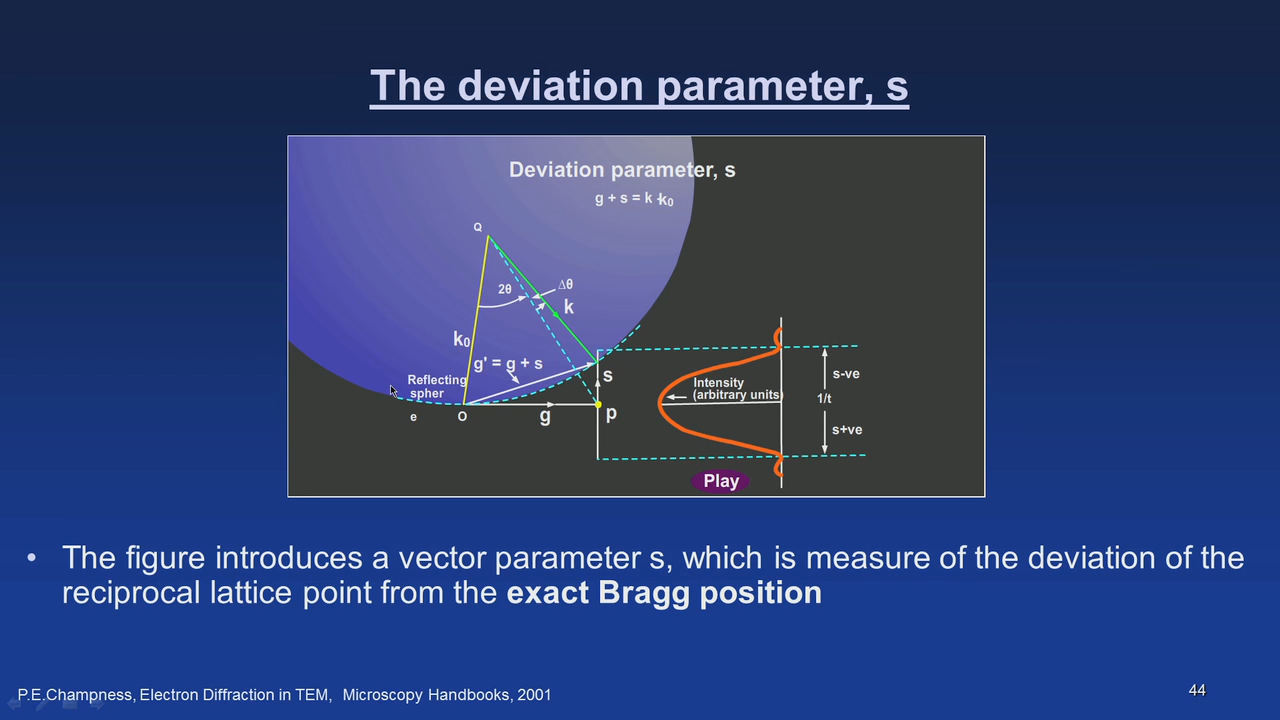 The deviation parameter, s
Deviation parameter, s
g + s = k - k₀
Q
2θ
Δθ
k
k₀
g' = g + s
Reflecting
spher
e
O
g
s
p
Intensity
(arbitrary units)
s-ve
1/t
s+ve
Play
• The figure introduces a vector parameter s, which is measure of the deviation of the
reciprocal lattice point from the exact Bragg position
P.E.Champness, Electron Diffraction in TEM, Microscopy Handbooks, 2001
44